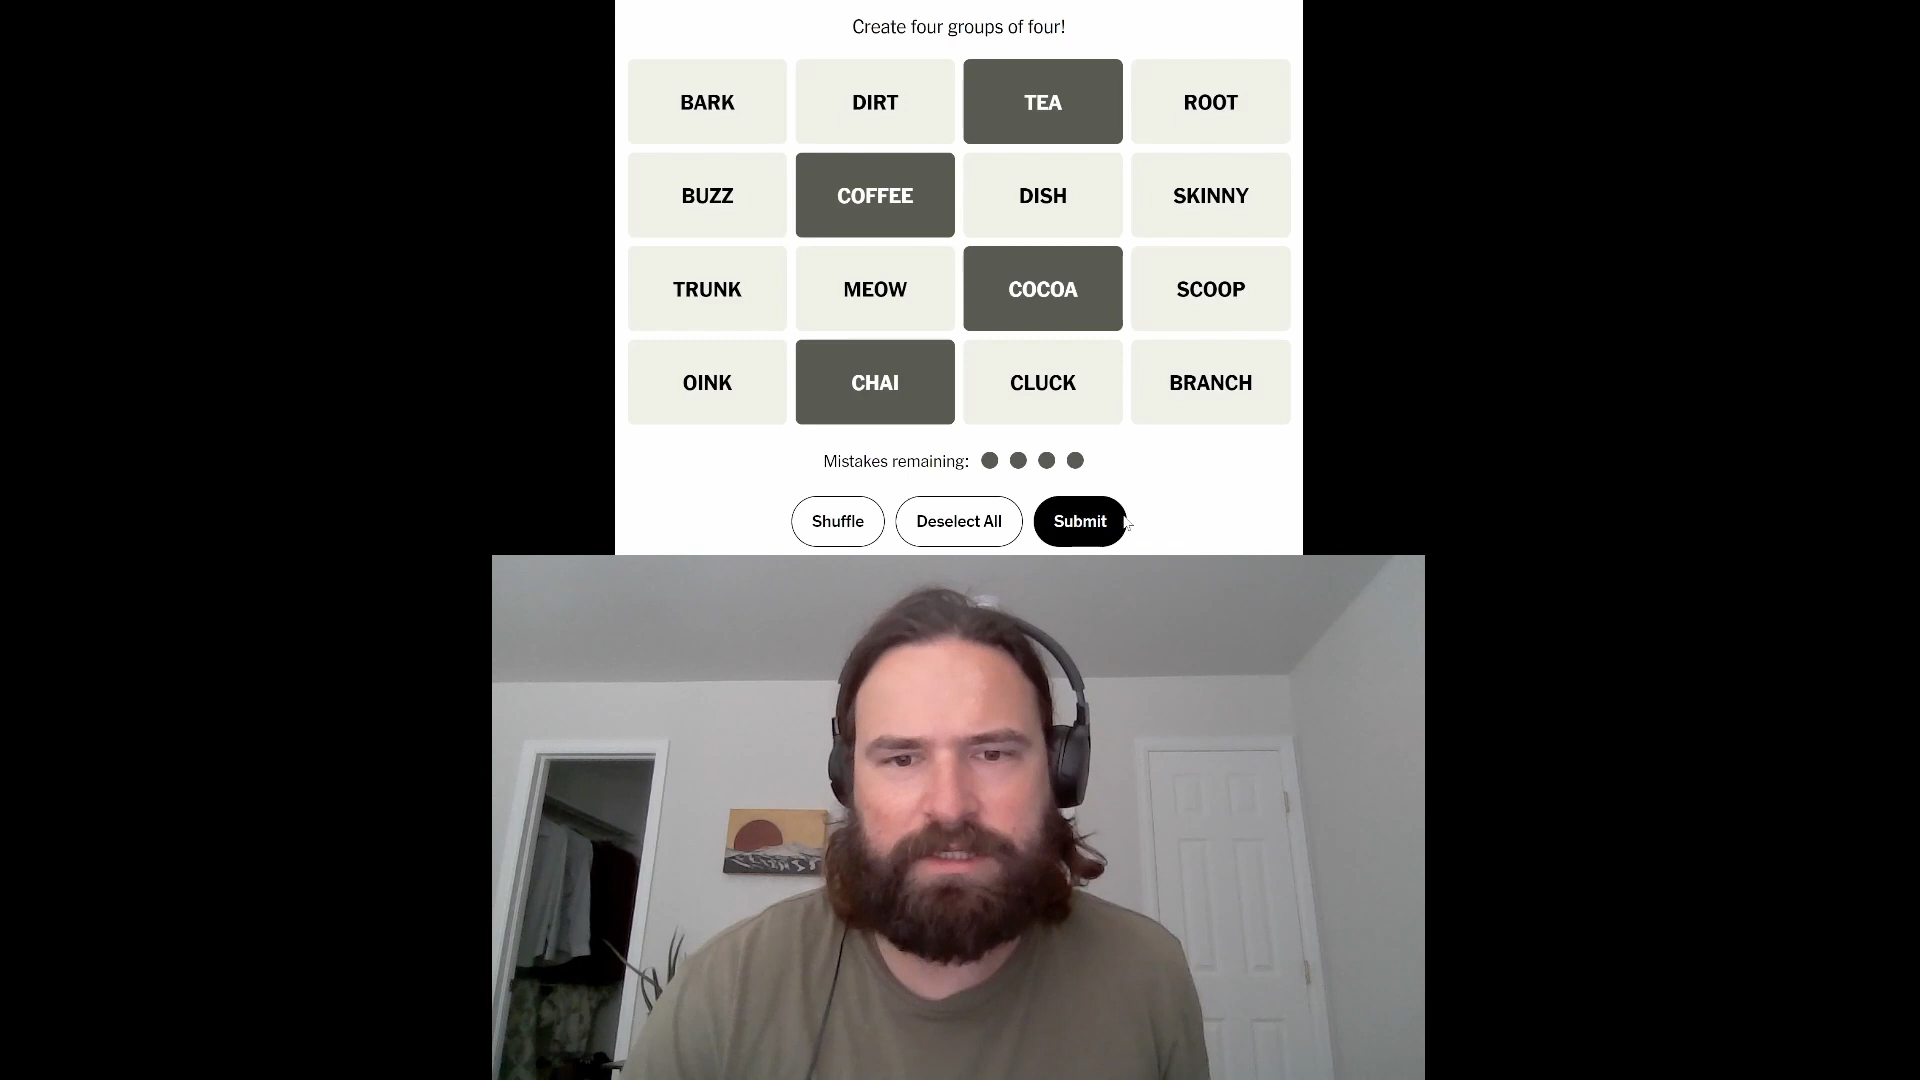 Create four groups of four!
BARK DIRT TEA ROOT
BUZZ COFFEE DISH SKINNY
TRUNK MEOW COCOA SCOOP
OINK CHAI CLUCK BRANCH
Mistakes remaining:
Shuffle Deselect All Submit